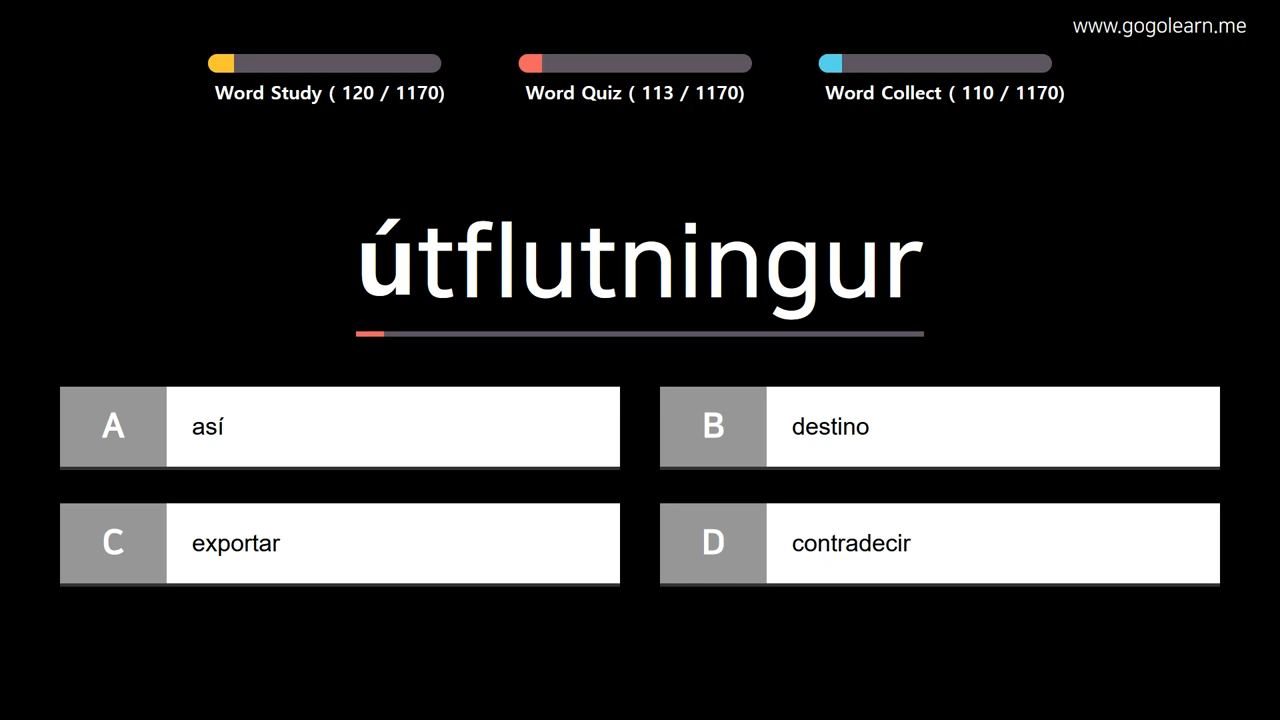 www.gogolearn.me
Word Study ( 120 / 1170)
Word Quiz ( 113 / 1170)
Word Collect ( 110 / 1170)
útflutningur
A así
B destino
C exportar
D contradecir